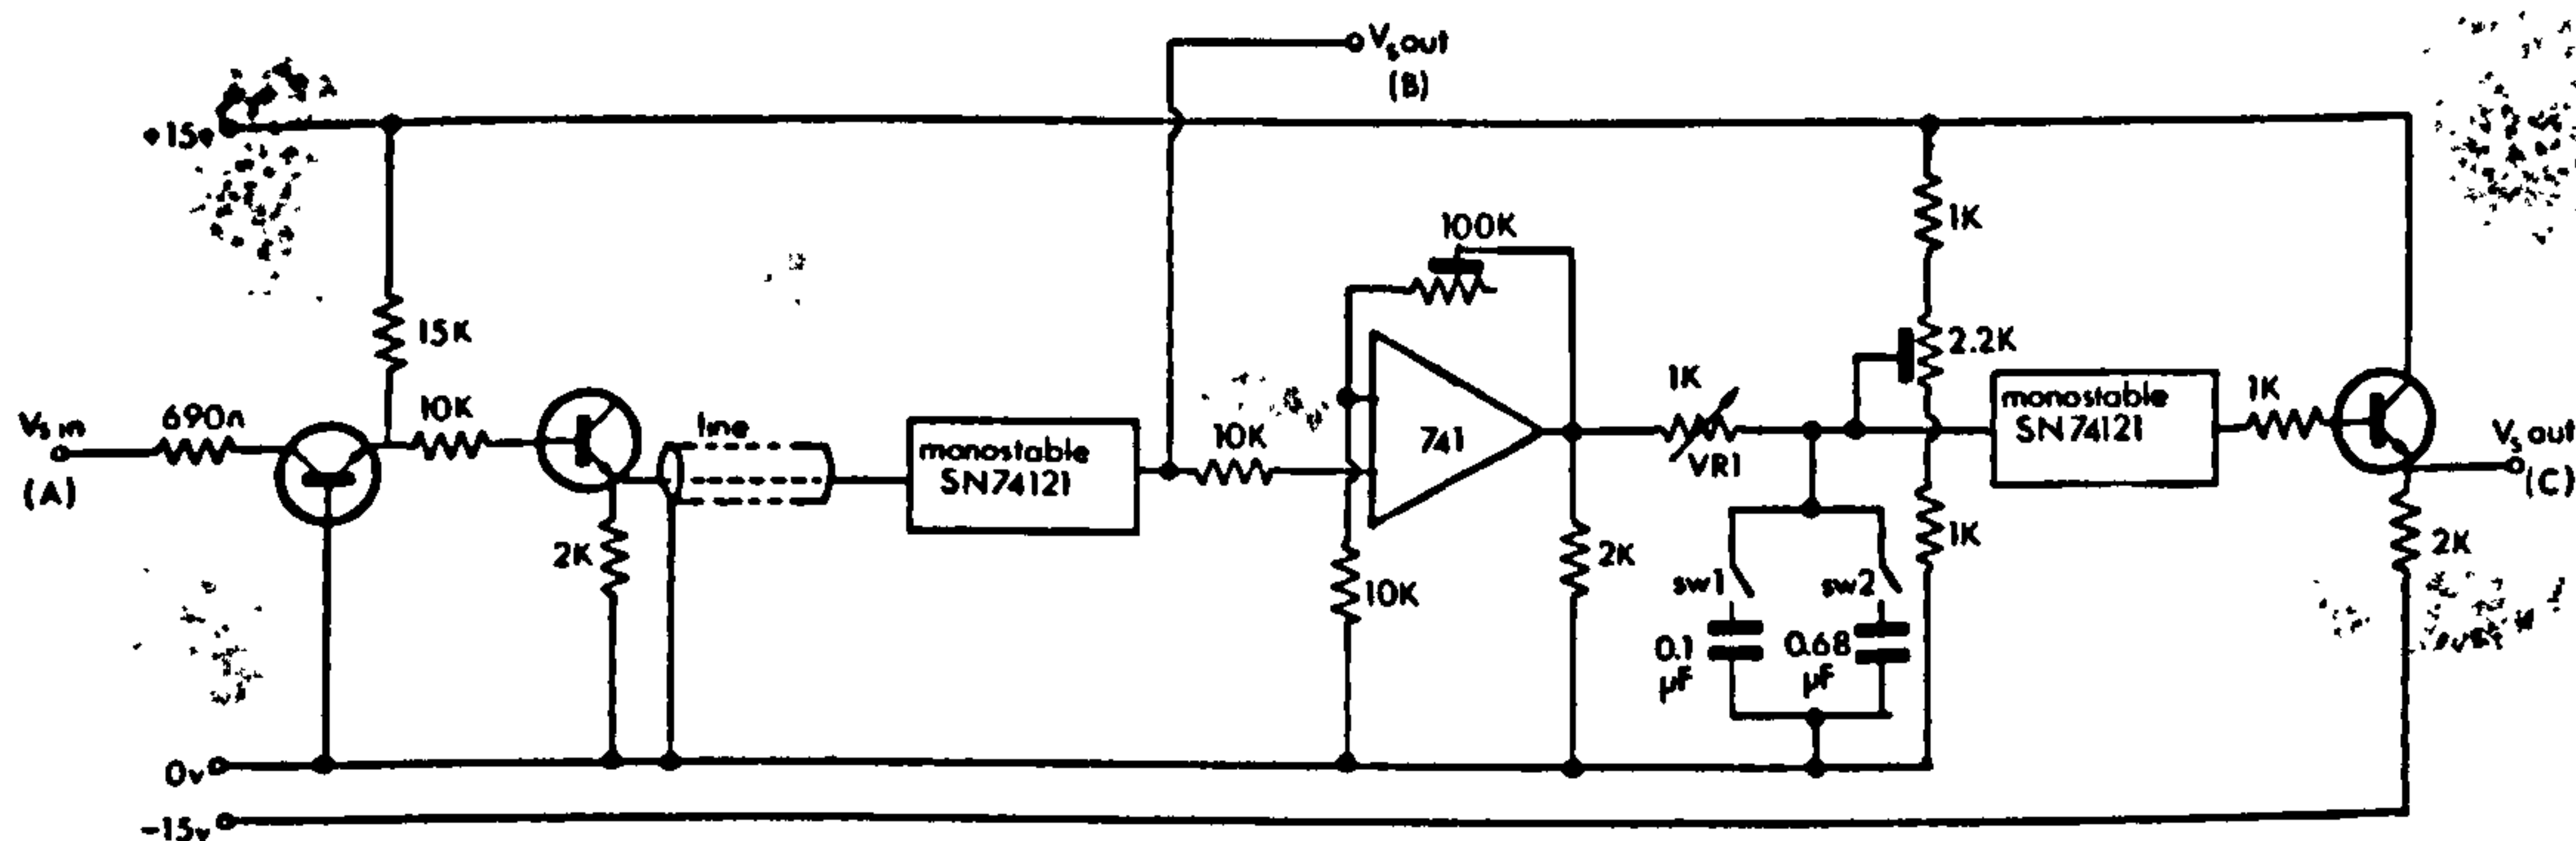 Vs out
(B)
+15v
100K
1K
15K
2.2K
10K
690n
line
1K
monostable
SN74121
1K
Vs in
(A)
monostable
SN74121
10K
741
VR1
Vs out
(C)
2K
10K
2K
sw1
sw2
1K
2K
0.1
µF
0.68
µF
0v
-15v